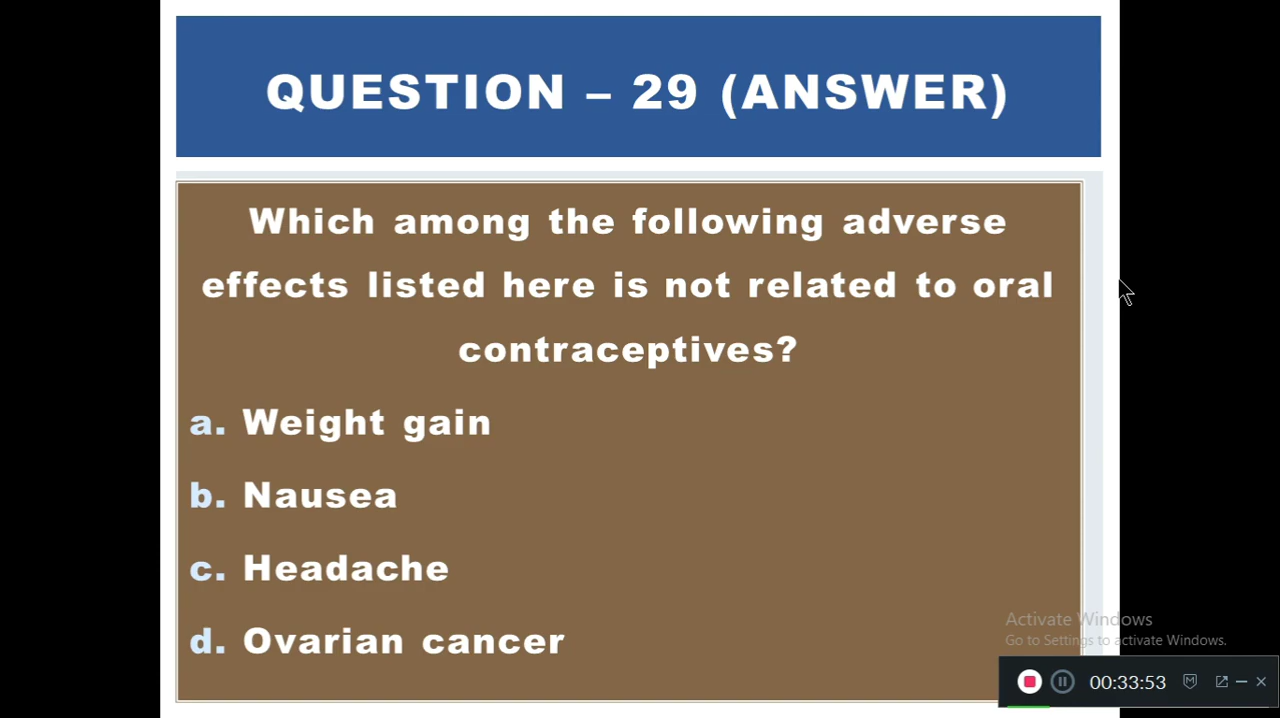 QUESTION – 29 (ANSWER)
Which among the following adverse
effects listed here is not related to oral
contraceptives?
a. Weight gain
b. Nausea
c. Headache
d. Ovarian cancer
Activate Windows
Go to Settings to activate Windows.
00:33:53